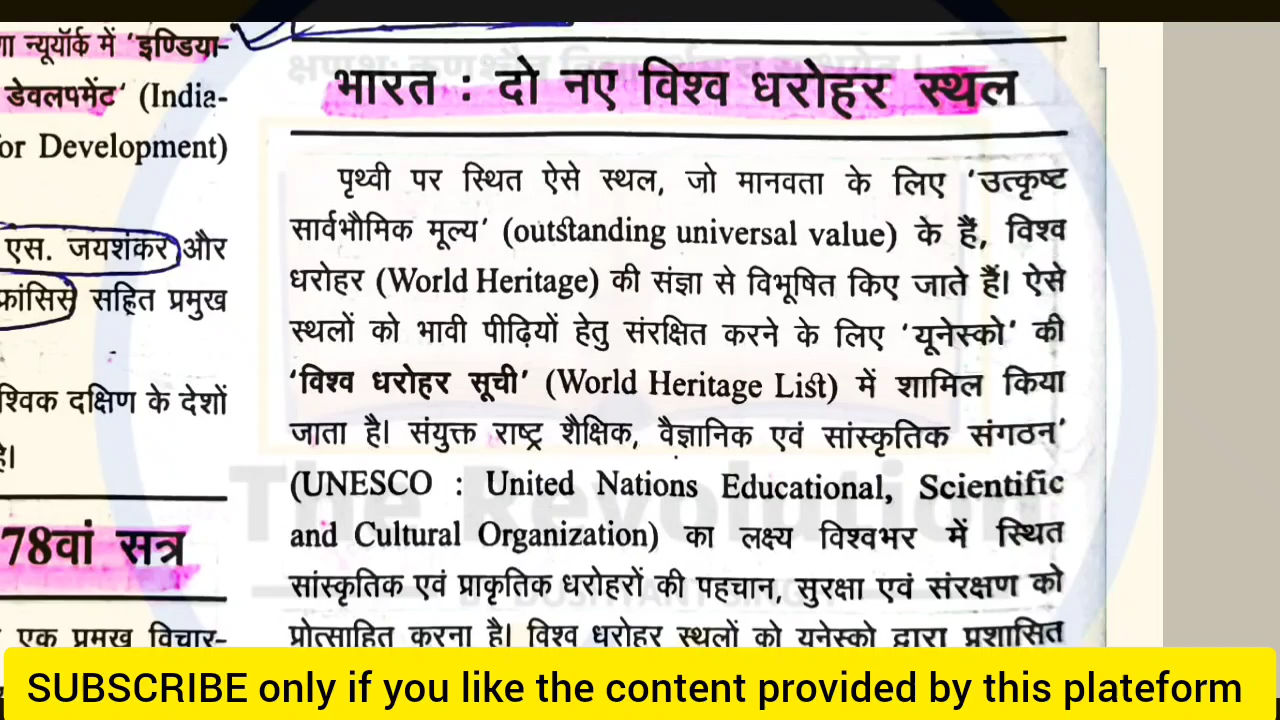 न्यूयॉर्क में 'इण्डिया-
डेवलपमेंट' (India-
or Development)
एस. जयशंकर और
फ्रांसिस सहित प्रमुख
श्विक दक्षिण के देशों
है।
78वां सत्र
एक प्रमुख विचार-
भारत : दो नए विश्व धरोहर स्थल
पृथ्वी पर स्थित ऐसे स्थल, जो मानवता के लिए 'उत्कृष्ट
सार्वभौमिक मूल्य' (outstanding universal value) के हैं, विश्व
धरोहर (World Heritage) की संज्ञा से विभूषित किए जाते हैं। ऐसे
स्थलों को भावी पीढ़ियों हेतु संरक्षित करने के लिए 'यूनेस्को' की
'विश्व धरोहर सूची' (World Heritage List) में शामिल किया
जाता है। संयुक्त राष्ट्र शैक्षिक, वैज्ञानिक एवं सांस्कृतिक संगठन'
(UNESCO : United Nations Educational, Scientific
and Cultural Organization) का लक्ष्य विश्वभर में स्थित
सांस्कृतिक एवं प्राकृतिक धरोहरों की पहचान, सुरक्षा एवं संरक्षण को
प्रोत्साहित करना है। विश्व धरोहर स्थलों को यूनेस्को द्वारा प्रशासित
The Revolution
SUBSCRIBE only if you like the content provided by this plateform